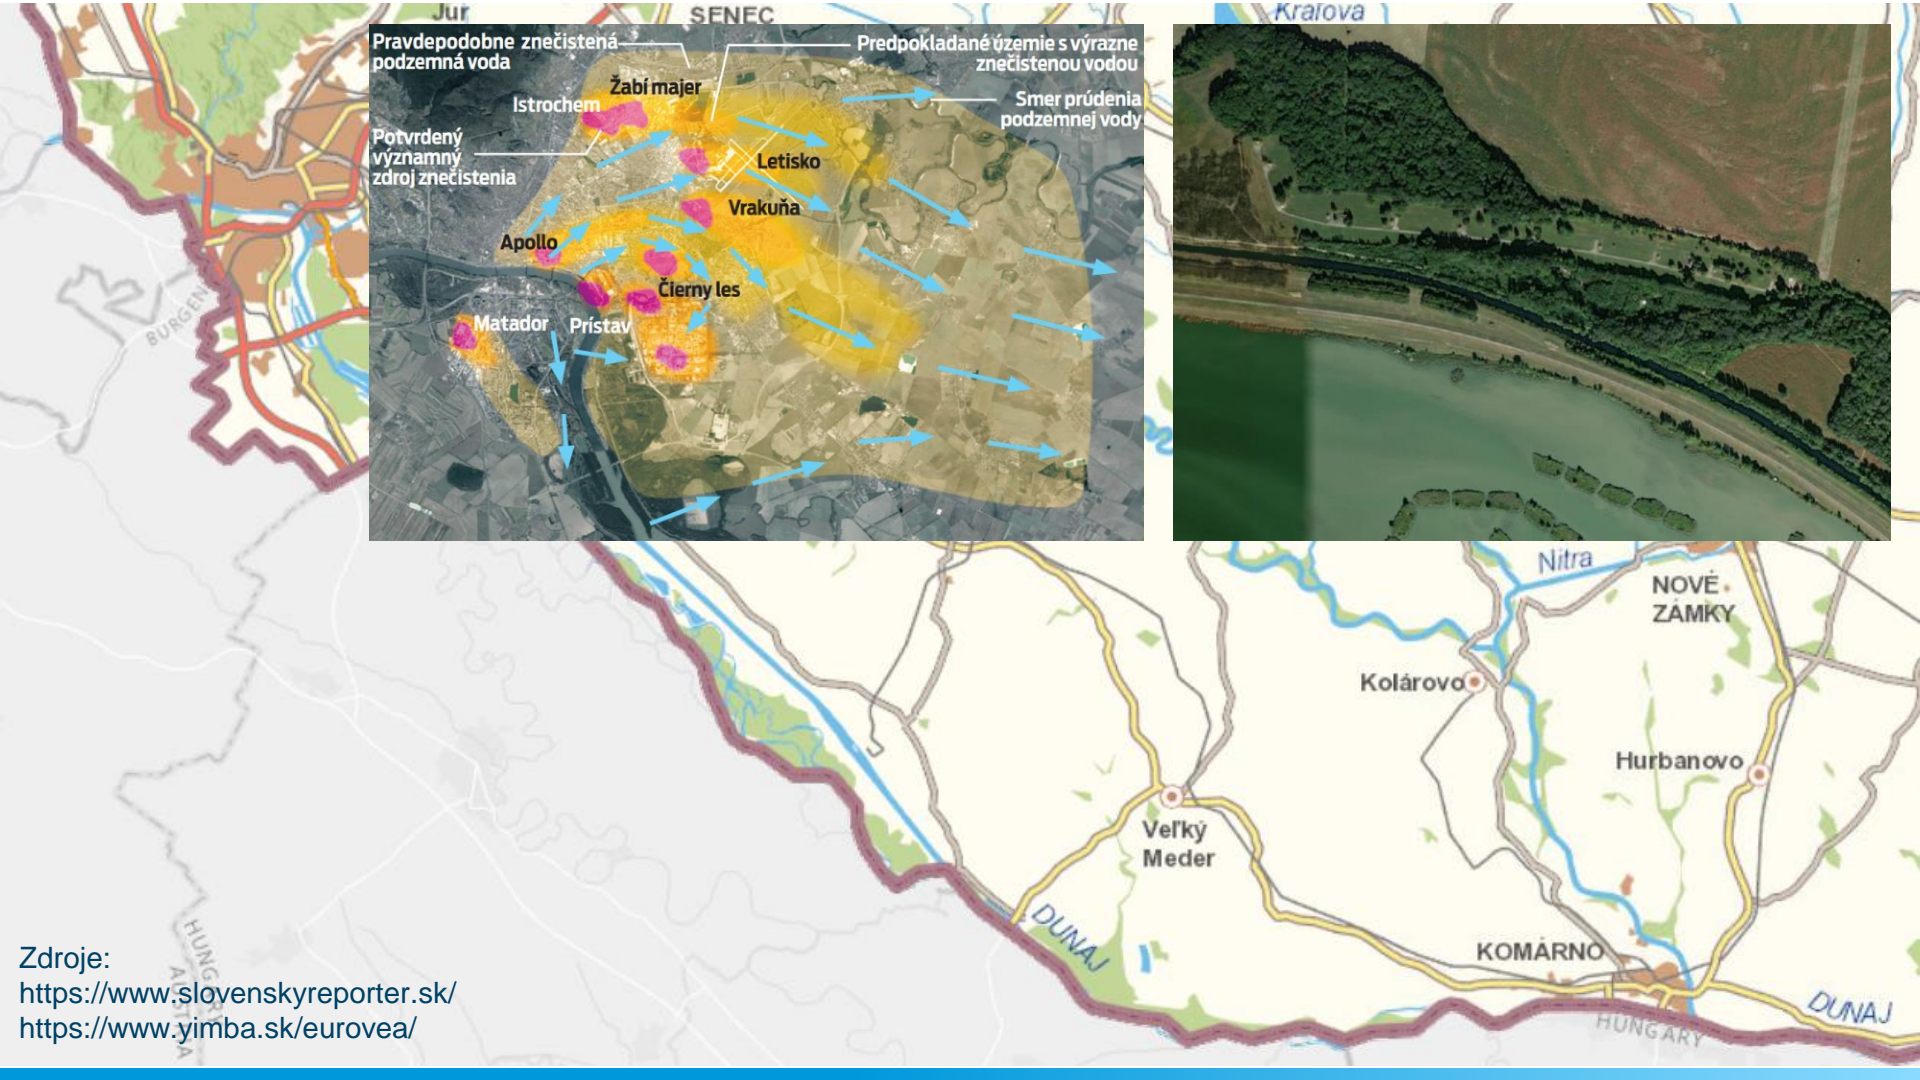 Jur
SENEC
Kráľová
Pravdepodobne znečistená
podzemná voda
Predpokladané územie s výrazne
znečistenou vodou
Žabí majer
Istrochem
Smer prúdenia
podzemnej vody
Potvrdený
významný
zdroj znečistenia
Letisko
Vrakuňa
Apollo
Čierny les
Matador
Prístav
BURGEN
Nitra
NOVÉ
ZÁMKY
Kolárovo
Hurbanovo
Veľký
Meder
DUNAJ
KOMÁRNO
DUNAJ
HUNGARY
HUNGARY
AUSTRIA
Zdroje:
https://www.slovenskyreporter.sk/
https://www.yimba.sk/eurovea/